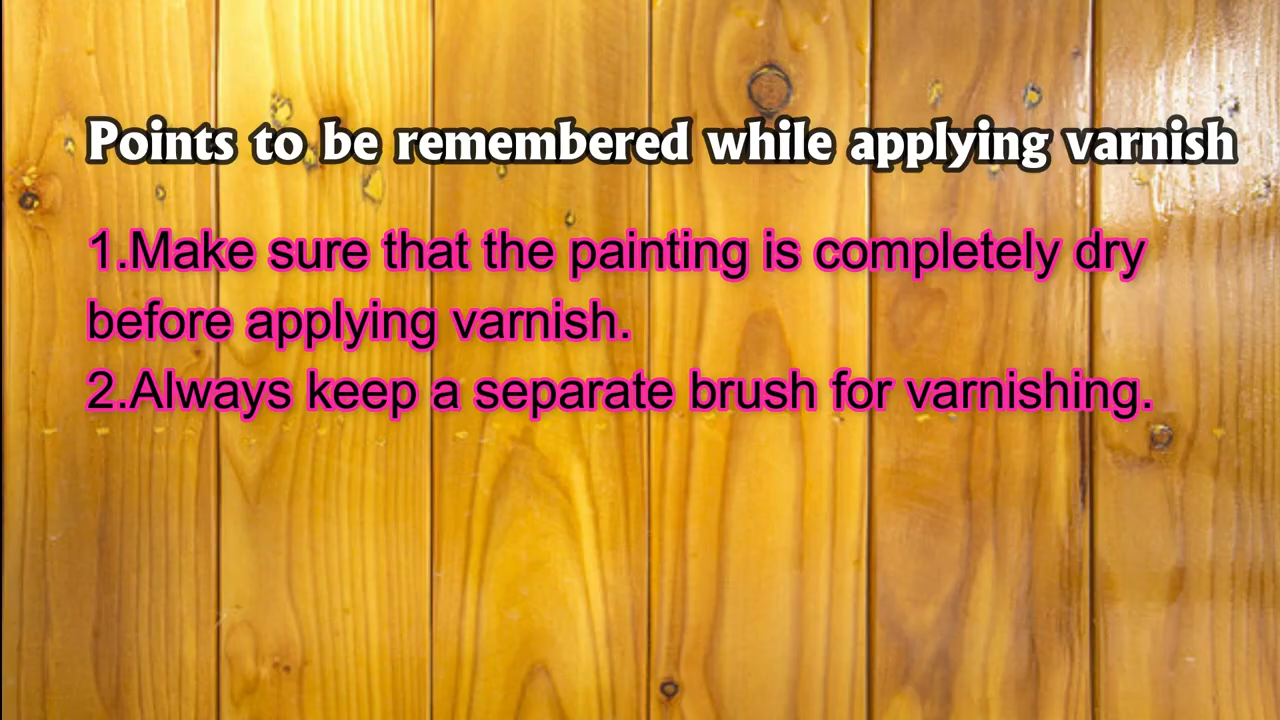 Points to be remembered while applying varnish
1.Make sure that the painting is completely dry
before applying varnish.
2.Always keep a separate brush for varnishing.